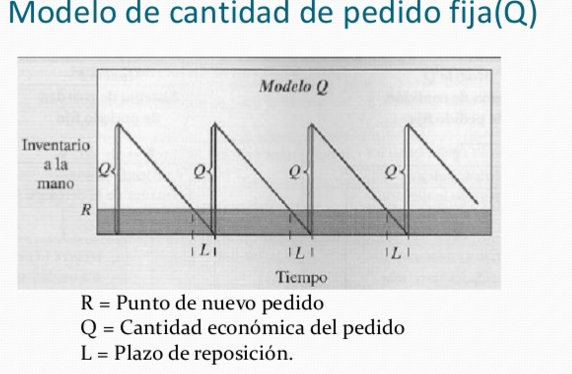 Modelo de cantidad de pedido fija(Q)
Modelo Q
Inventario
a la
mano
Q
Q
Q
Q
R
L
L
L
Tiempo
R = Punto de nuevo pedido
Q = Cantidad económica del pedido
L = Plazo de reposición.